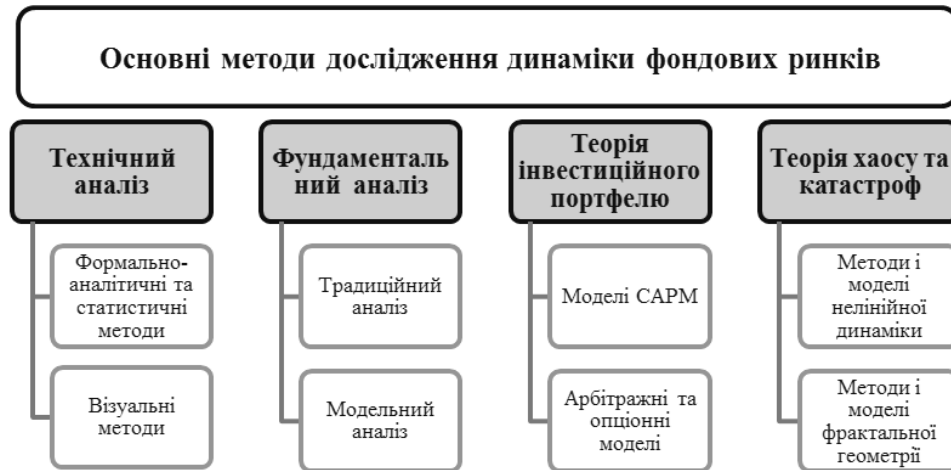 Основні методи дослідження динаміки фондових ринків
Технічний
аналіз
Формально-
аналітичні та
статистичні
методи
Візуальні
методи
Фундаменталь
ний аналіз
Традиційний
аналіз
Модельний
аналіз
Теорія
інвестиційного
портфелю
Моделі САРМ
Арбітражні та
опціонні
моделі
Теорія хаосу та
катастроф
Методи і
моделі
нелінійної
динаміки
Методи і
моделі
фрактальної
геометрії